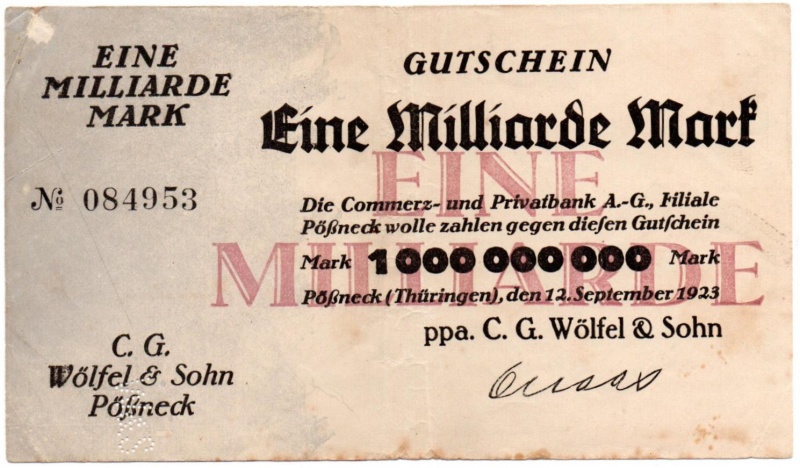 EINE
MILLIARDE
MARK
№ 084953
C. G.
Wölfel & Sohn
Pößneck
GUTSCHEIN
Eine Milliarde Mark
EINE
MILLIARDE
Die Commerz- und Privatbank A.-G., Filiale
Pößneck wolle zahlen gegen dieſen Gutſchein
Mark 1000 000 000 Mark
Pößneck (Thüringen), den 12. September 1923
ppa. C. G. Wölfel & Sohn